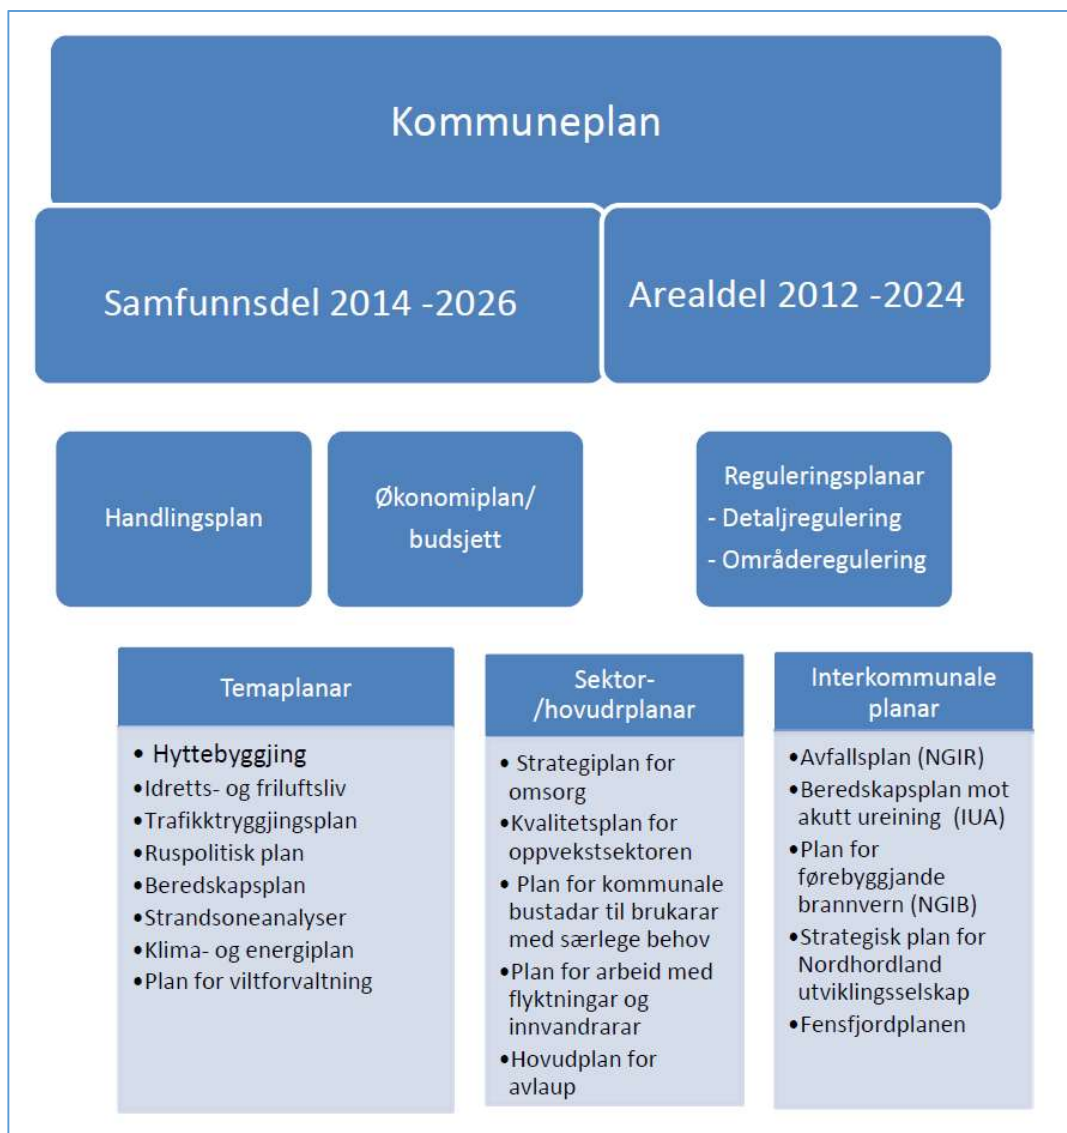 Kommuneplan
Samfunnsdel 2014 -2026
Arealdel 2012 -2024
Handlingsplan
Økonomiplan/
budsjett
Reguleringsplanar
- Detaljregulering
- Områderegulering
Temaplanar
• Hyttebyggjing
•Idretts- og friluftsliv
•Trafikktryggjingsplan
•Ruspolitisk plan
•Beredskapsplan
•Strandsoneanalyser
•Klima- og energiplan
•Plan for viltforvaltning
Sektor-
/hovudrplanar
• Strategiplan for
omsorg
•Kvalitetsplan for
oppvekstsektoren
• Plan for kommunale
bustadar til brukarar
med særlege behov
•Plan for arbeid med
flyktningar og
innvandrarar
•Hovudplan for
avlaup
Interkommunale
planar
•Avfallsplan (NGIR)
•Beredskapsplan mot
akutt ureining (IUA)
•Plan for
førebyggjande
brannvern (NGIB)
•Strategisk plan for
Nordhordland
utviklingsselskap
•Fensfjordplanen